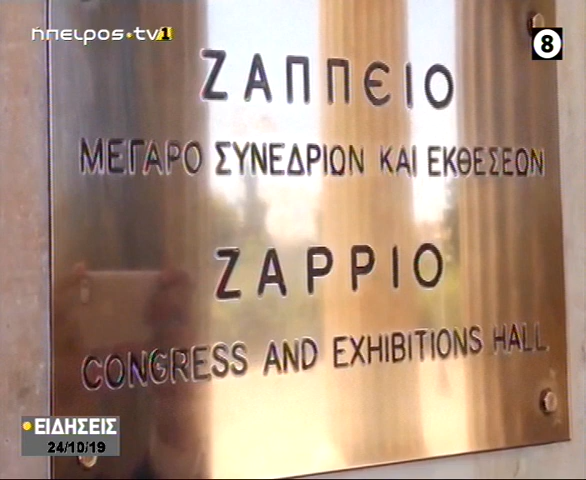 ηπειρος.tv1
8
ΖΑΠΠΕΙΟ
ΜΕΓΑΡΟ ΣΥΝΕΔΡΙΩΝ ΚΑΙ ΕΚΘΕΣΕΩΝ
ZAPPIO
CONGRESS AND EXHIBITIONS HALL
ΕΙΔΗΣΕΙΣ
24/10/19